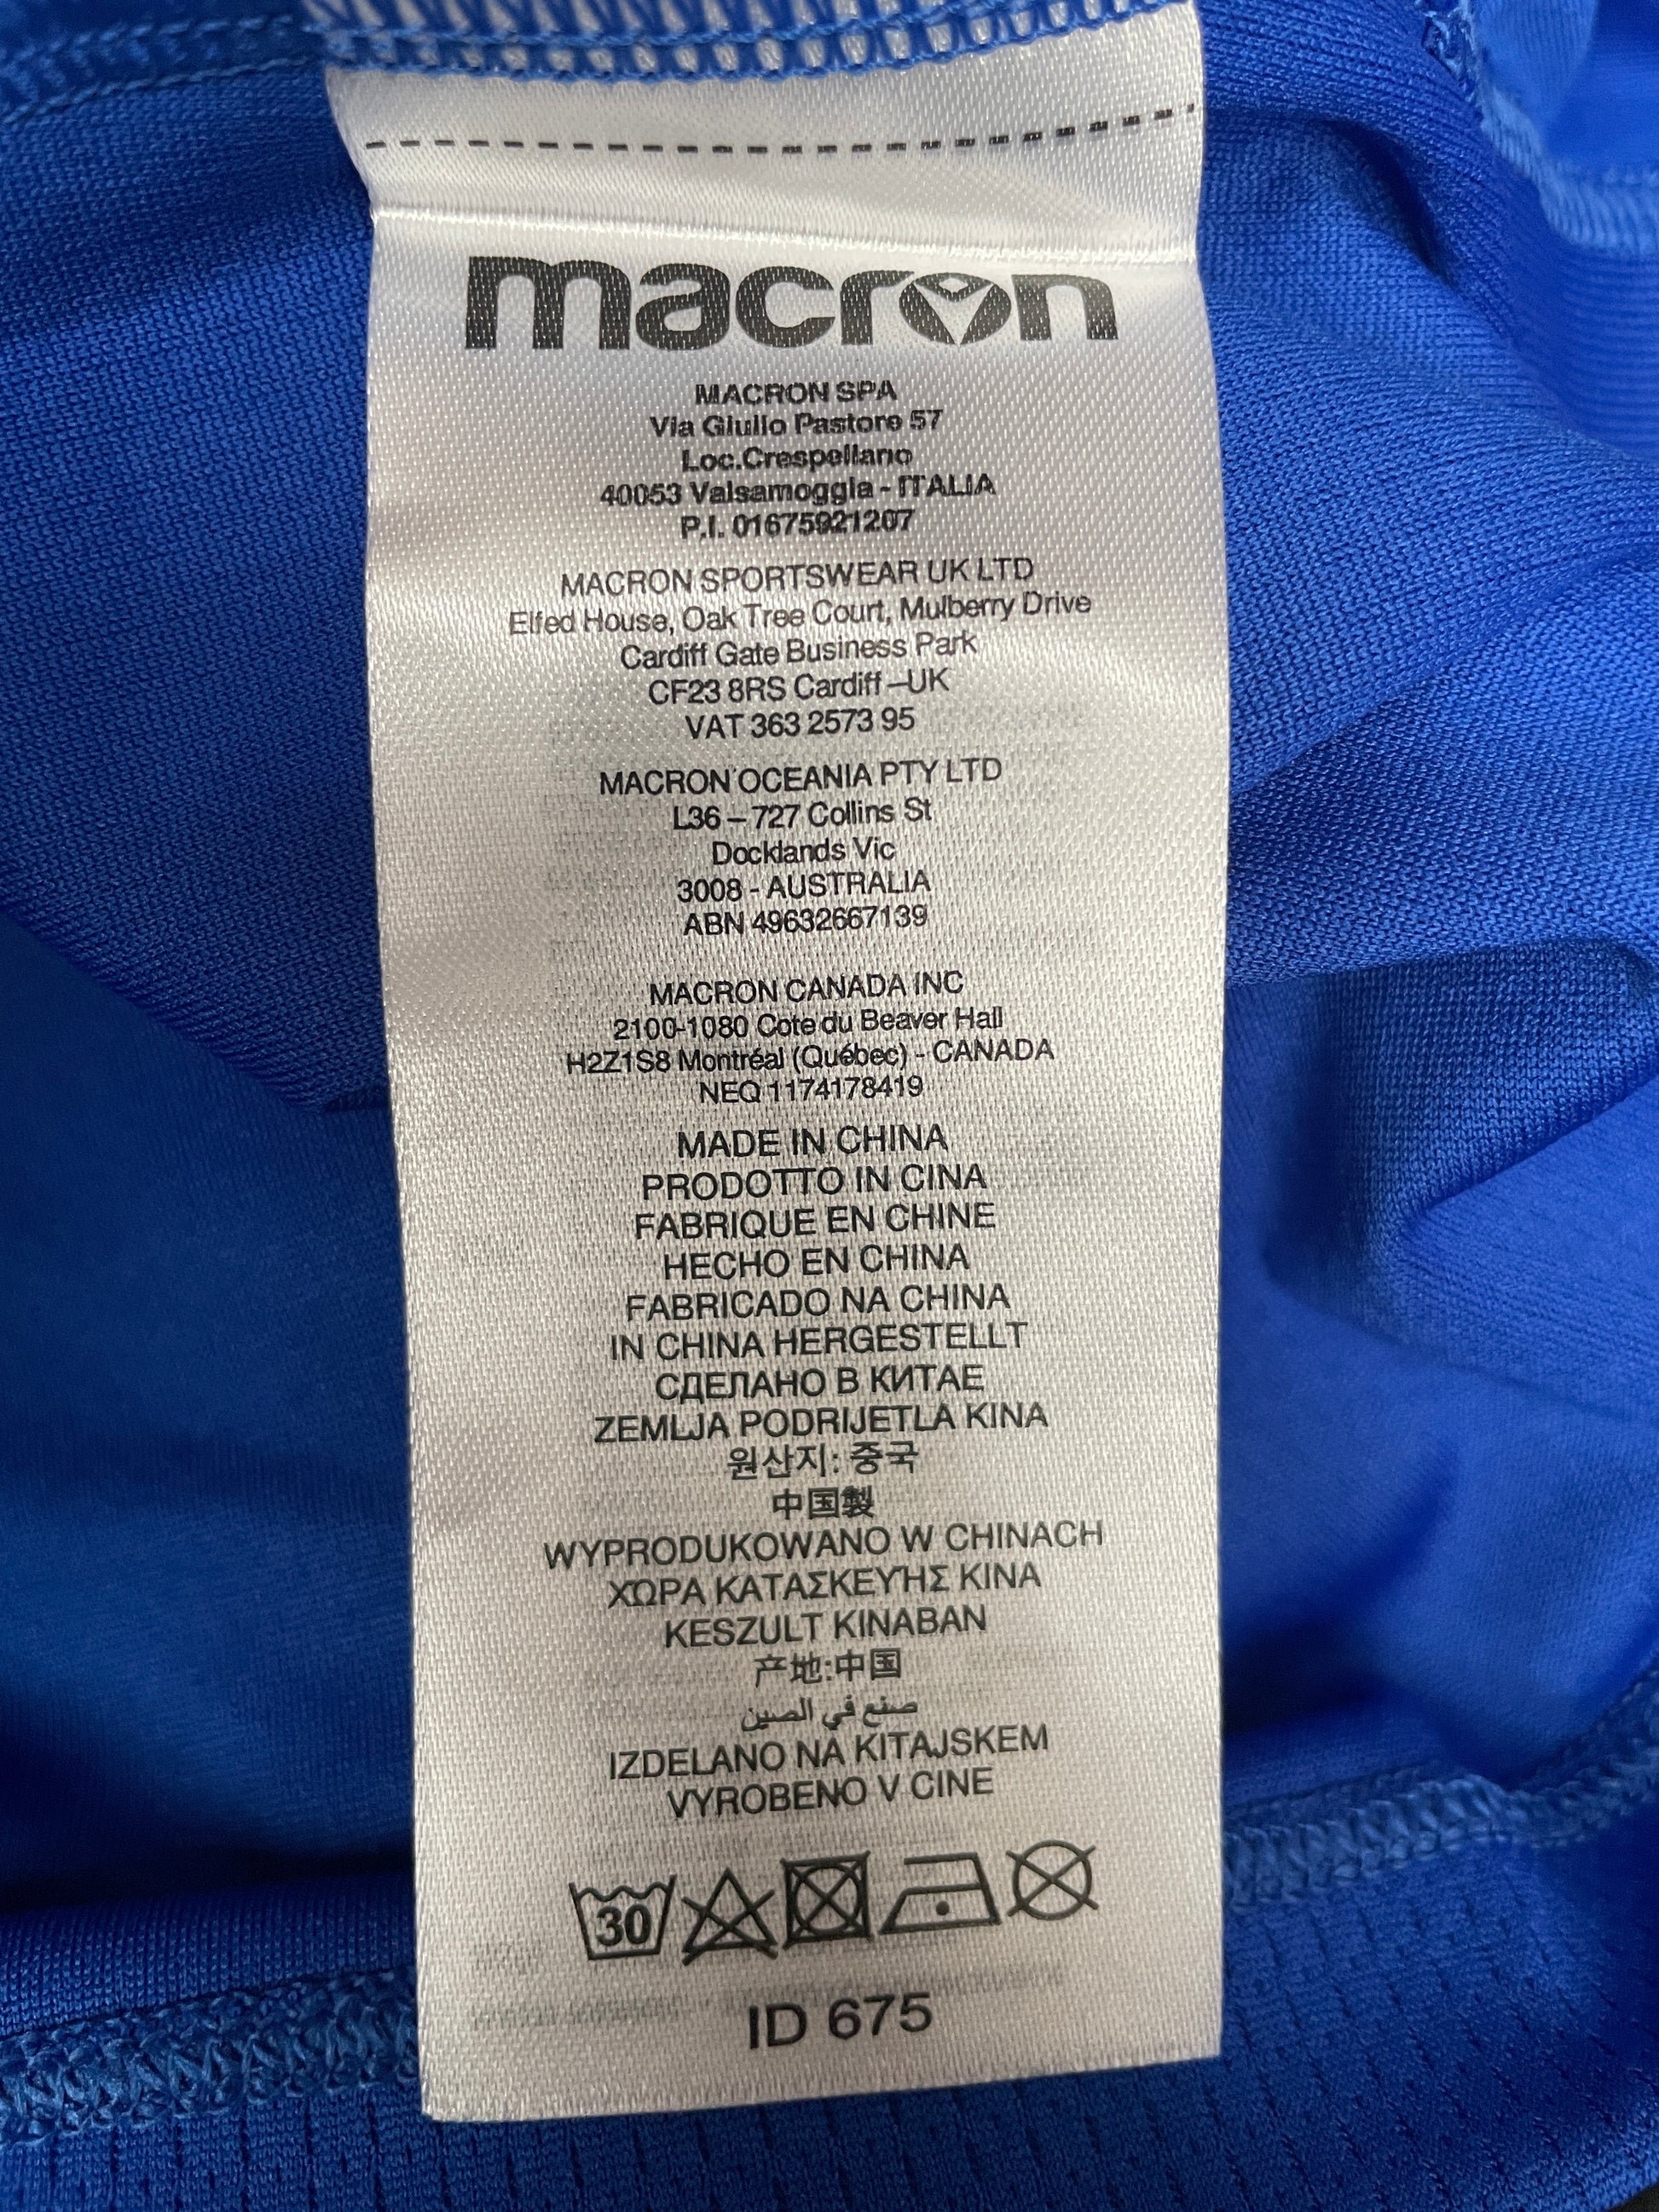 macron
MACRON SPA
Via Giulio Pastore 57
Loc.Crespellano
40053 Valsamoggia - ITALIA
P.I. 01675921207
MACRON SPORTSWEAR UK LTD
Elfed House, Oak Tree Court, Mulberry Drive
Cardiff Gate Business Park
CF23 8RS Cardiff –UK
VAT 363 2573 95
MACRON OCEANIA PTY LTD
L36 – 727 Collins St
Docklands Vic
3008 - AUSTRALIA
ABN 49632667139
MACRON CANADA INC
2100-1080 Cote du Beaver Hall
H2Z1S8 Montréal (Québec) - CANADA
NEQ 1174178419
MADE IN CHINA
PRODOTTO IN CINA
FABRIQUE EN CHINE
HECHO EN CHINA
FABRICADO NA CHINA
IN CHINA HERGESTELLT
СДЕЛАНО В КИТАЕ
ZEMLJA PODRIJETLA KINA
원산지: 중국
中国製
WYPRODUKOWANO W CHINACH
ΧΩΡΑ ΚΑΤΑΣΚΕΥΉΣ ΚΙΝΑ
KESZULT KINABAN
产地:中国
صنع في الصين
IZDELANO NA KITAJSKEM
VYROBENO V CINE
30
ID 675